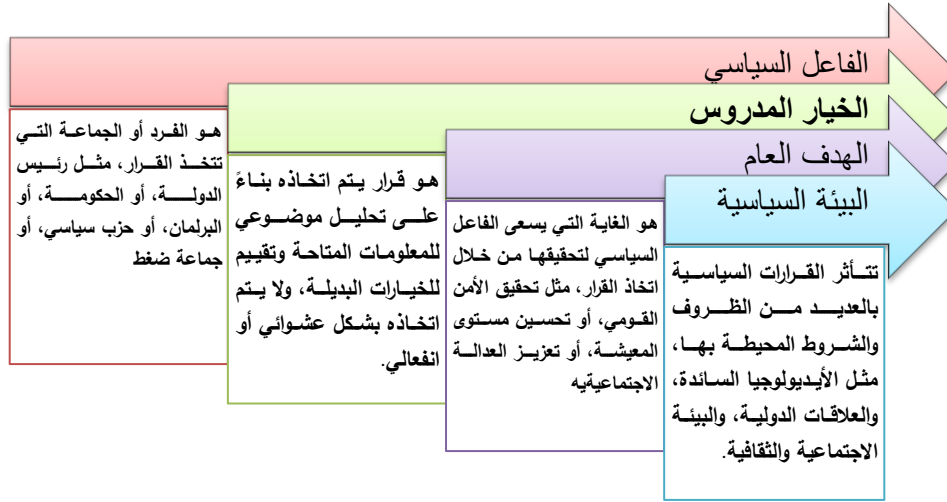 الفاعل السياسي
هو الفرد أو الجماعة التي
تتخذ القرار، مثل رئيس
الدولة، أو الحكومة، أو
البرلمان، أو حزب سياسي، أو
جماعة ضغط
الخيار المدروس
هو قرار يتم اتخاذه بناءً
على تحليل موضوعي
للمعلومات المتاحة وتقييم
للخيارات البديلة، ولا يتم
اتخاذه بشكل عشوائي أو
انفعالي.
الهدف العام
هو الغاية التي يسعى الفاعل
السياسي لتحقيقها من خلال
اتخاذ القرار، مثل تحقيق الأمن
القومي، أو تحسين مستوى
المعيشة، أو تعزيز العدالة
الاجتماعيةيه
البيئة السياسية
تتأثر القرارات السياسية
بالعديد من الظروف
والشروط المحيطة بها،
مثل الأيديولوجيا السائدة،
والعلاقات الدولية، والبيئة
الاجتماعية والثقافية.